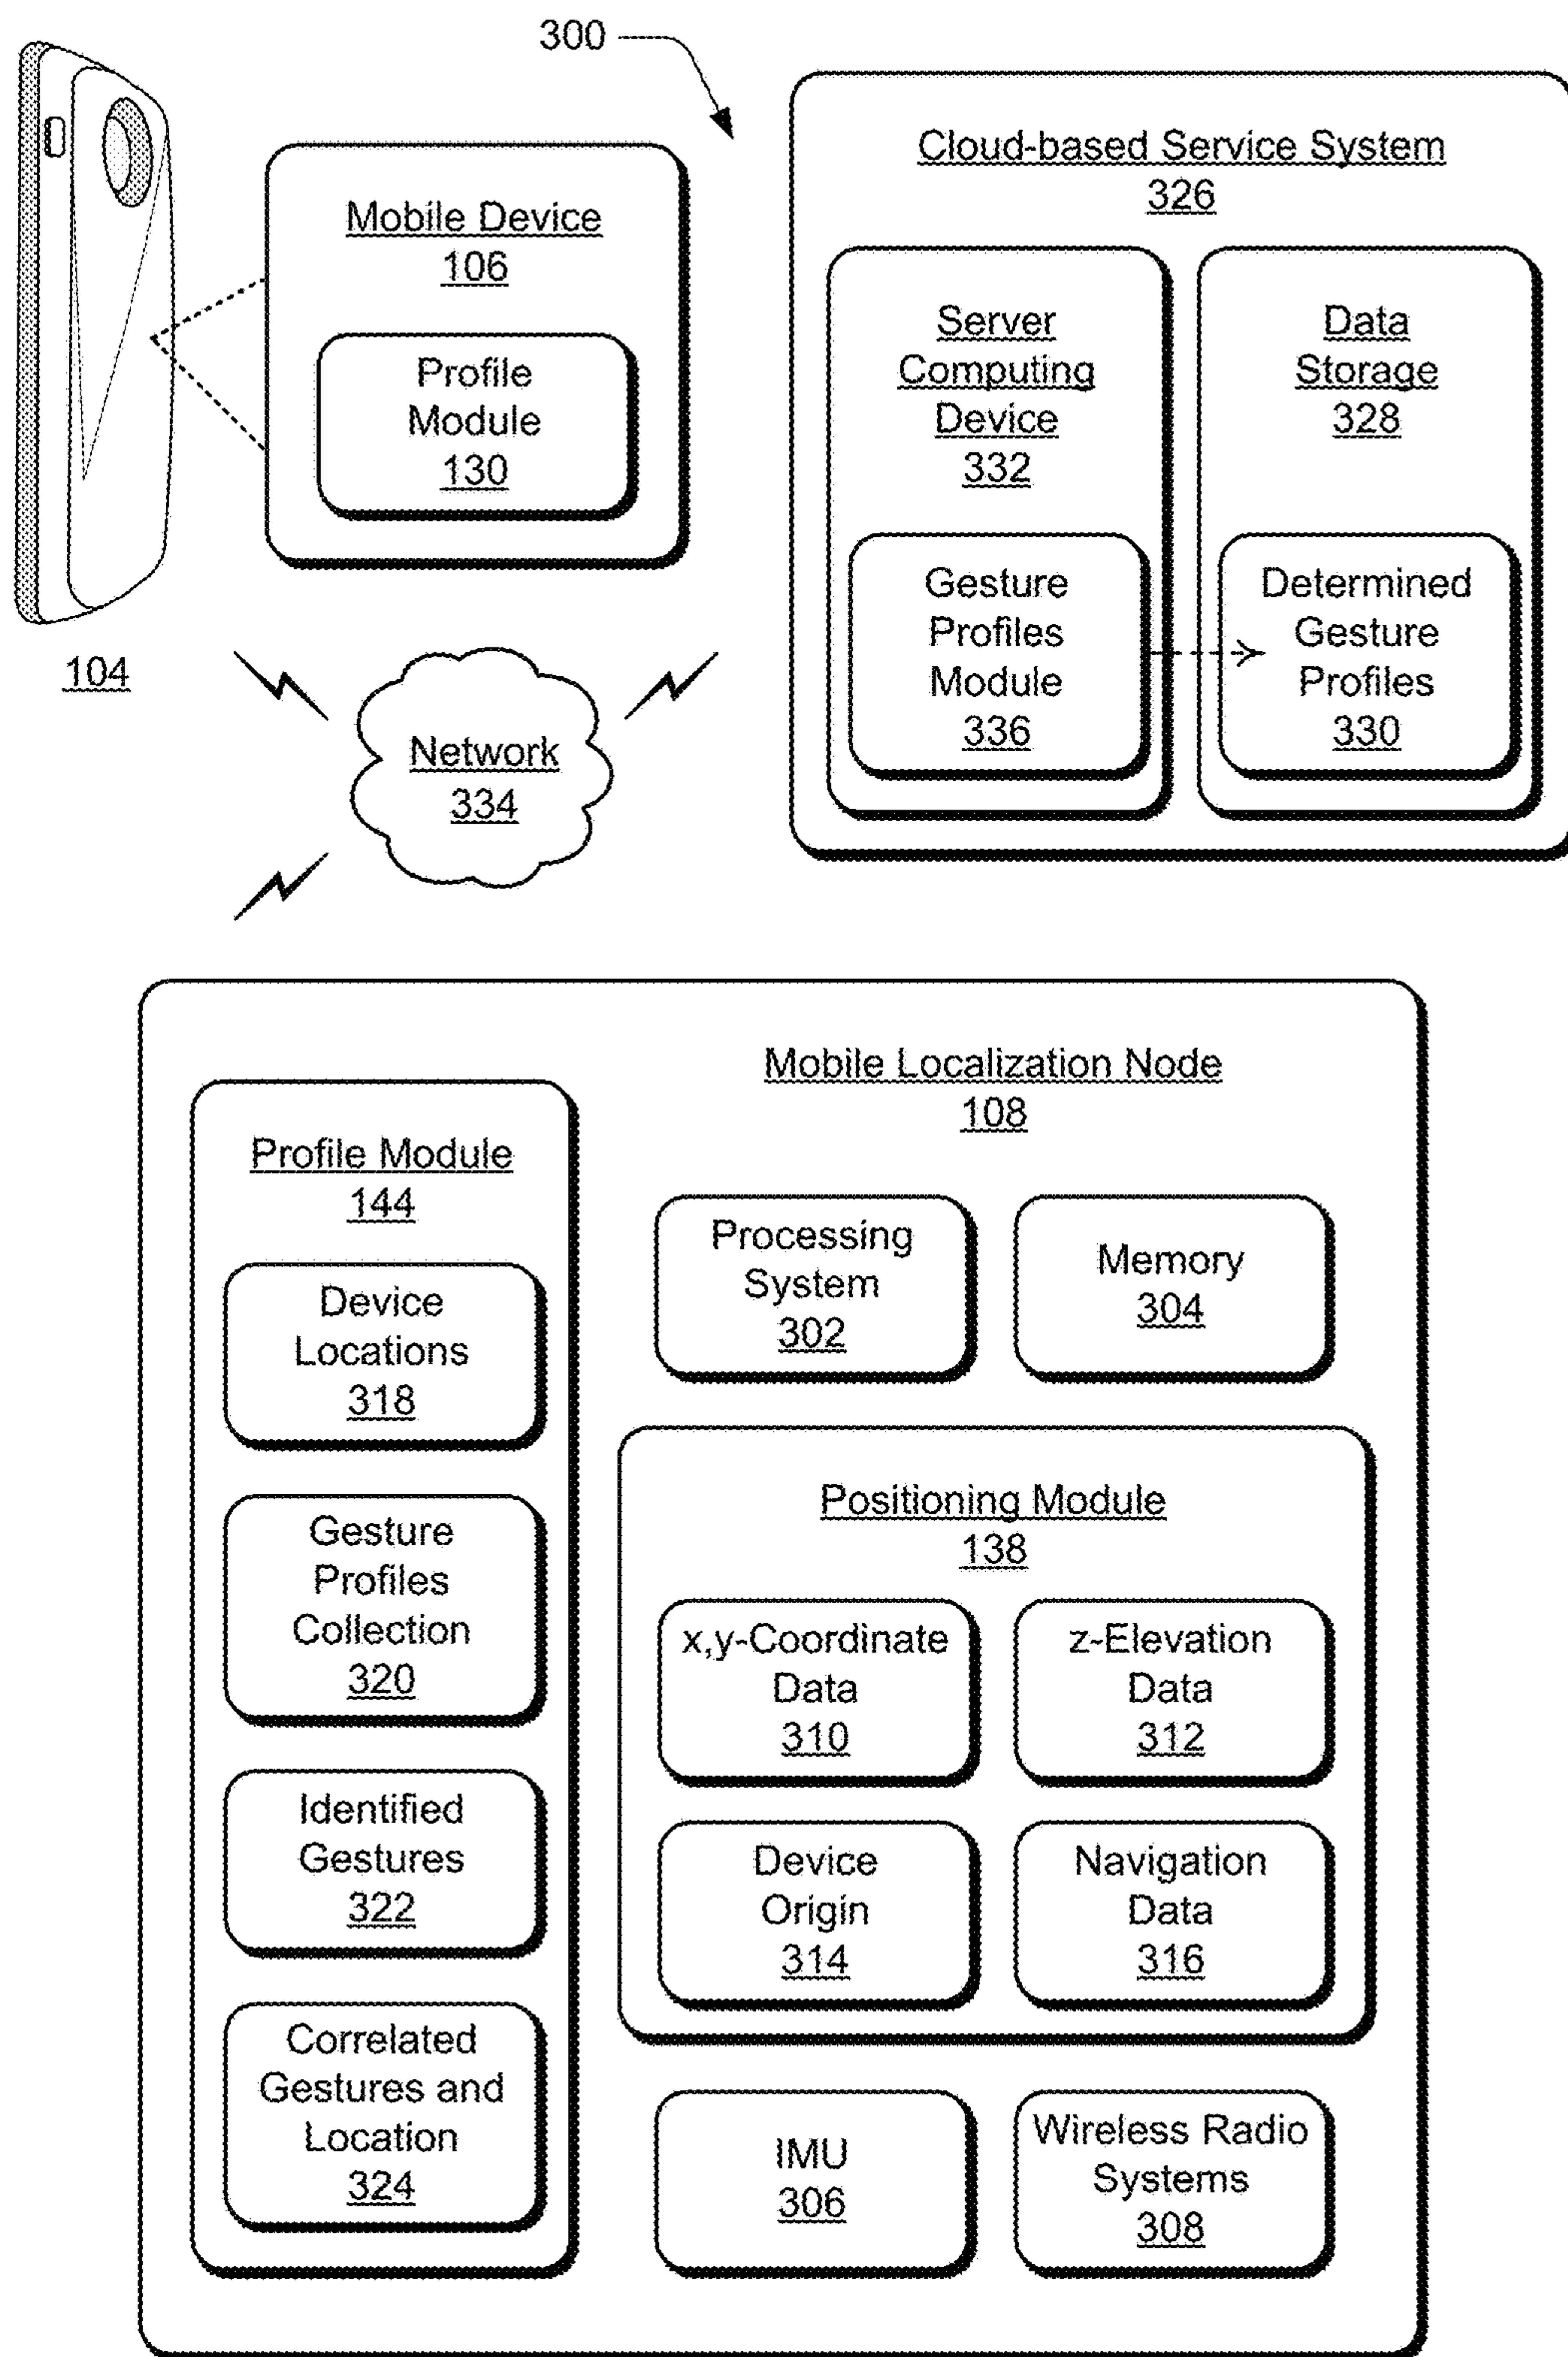 300
Mobile Device
106
Profile
Module
130
104
Cloud-based Service System
326
Server
Computing
Device
332
Gesture
Profiles
Module
336
Data
Storage
328
Determined
Gesture
Profiles
330
Network
334
Mobile Localization Node
108
Profile Module
144
Device
Locations
318
Gesture
Profiles
Collection
320
Identified
Gestures
322
Correlated
Gestures and
Location
324
Processing
System
302
Memory
304
Positioning Module
138
x,y-Coordinate
Data
310
z-Elevation
Data
312
Device
Origin
314
Navigation
Data
316
IMU
306
Wireless Radio
Systems
308